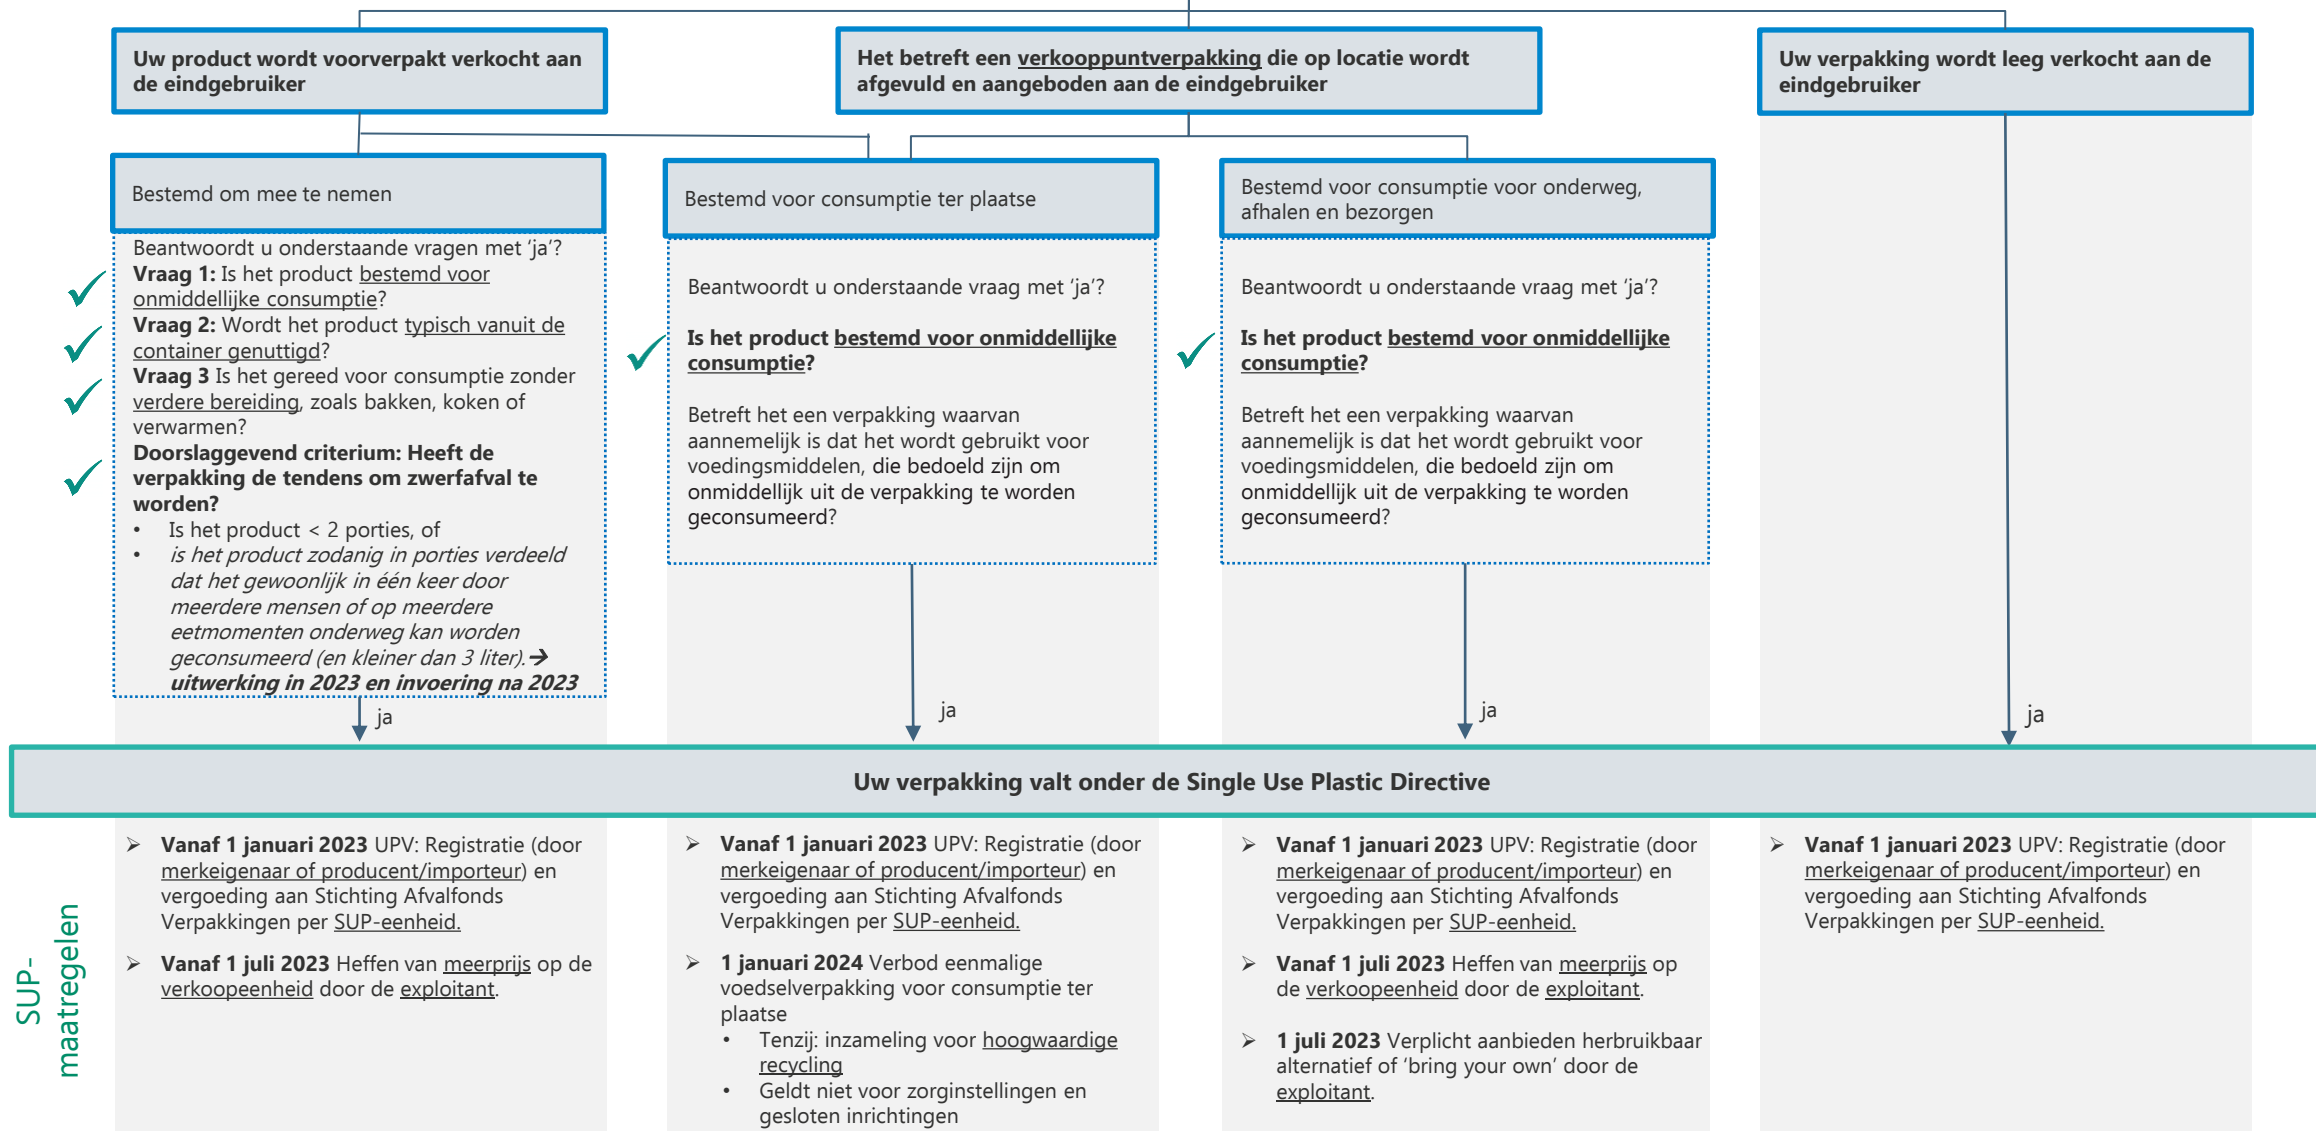 Uw product wordt voorverpakt verkocht aan
de eindgebruiker
Het betreft een verkooppuntverpakking die op locatie wordt
afgevuld en aangeboden aan de eindgebruiker
Uw verpakking wordt leeg verkocht aan de
eindgebruiker
Bestemd om mee te nemen
Beantwoordt u onderstaande vragen met ‘ja’?
Vraag 1: Is het product bestemd voor
onmiddellijke consumptie?
Vraag 2: Wordt het product typisch vanuit de
container genuttigd?
Vraag 3 Is het gereed voor consumptie zonder
verdere bereiding, zoals bakken, koken of
verwarmen?
Doorslaggevend criterium: Heeft de
verpakking de tendens om zwerfafval te
worden?
• Is het product < 2 porties, of
• is het product zodanig in porties verdeeld
dat het gewoonlijk in één keer door
meerdere mensen of op meerdere
eetmomenten onderweg kan worden
geconsumeerd (en kleiner dan 3 liter).→
uitwerking in 2023 en invoering na 2023
ja
Bestemd voor consumptie ter plaatse
Beantwoordt u onderstaande vraag met ‘ja’?
Is het product bestemd voor onmiddellijke
consumptie?
Betreft het een verpakking waarvan
aannemelijk is dat het wordt gebruikt voor
voedingsmiddelen, die bedoeld zijn om
onmiddellijk uit de verpakking te worden
geconsumeerd?
ja
Bestemd voor consumptie voor onderweg,
afhalen en bezorgen
Beantwoordt u onderstaande vraag met ‘ja’?
Is het product bestemd voor onmiddellijke
consumptie?
Betreft het een verpakking waarvan
aannemelijk is dat het wordt gebruikt voor
voedingsmiddelen, die bedoeld zijn om
onmiddellijk uit de verpakking te worden
geconsumeerd?
ja
ja
Uw verpakking valt onder de Single Use Plastic Directive
SUP-
maatregelen
➢ Vanaf 1 januari 2023 UPV: Registratie (door
merkeigenaar of producent/importeur) en
vergoeding aan Stichting Afvalfonds
Verpakkingen per SUP-eenheid.
➢ Vanaf 1 juli 2023 Heffen van meerprijs op de
verkoopeenheid door de exploitant.
➢ Vanaf 1 januari 2023 UPV: Registratie (door
merkeigenaar of producent/importeur) en
vergoeding aan Stichting Afvalfonds
Verpakkingen per SUP-eenheid.
➢ 1 januari 2024 Verbod eenmalige
voedselverpakking voor consumptie ter
plaatse
• Tenzij: inzameling voor hoogwaardige
recycling
• Geldt niet voor zorginstellingen en
gesloten inrichtingen
➢ Vanaf 1 januari 2023 UPV: Registratie (door
merkeigenaar of producent/importeur) en
vergoeding aan Stichting Afvalfonds
Verpakkingen per SUP-eenheid.
➢ Vanaf 1 juli 2023 Heffen van meerprijs op
de verkoopeenheid door de exploitant.
➢ 1 juli 2023 Verplicht aanbieden herbruikbaar
alternatief of ‘bring your own’ door de
exploitant.
➢ Vanaf 1 januari 2023 UPV: Registratie (door
merkeigenaar of producent/importeur) en
vergoeding aan Stichting Afvalfonds
Verpakkingen per SUP-eenheid.